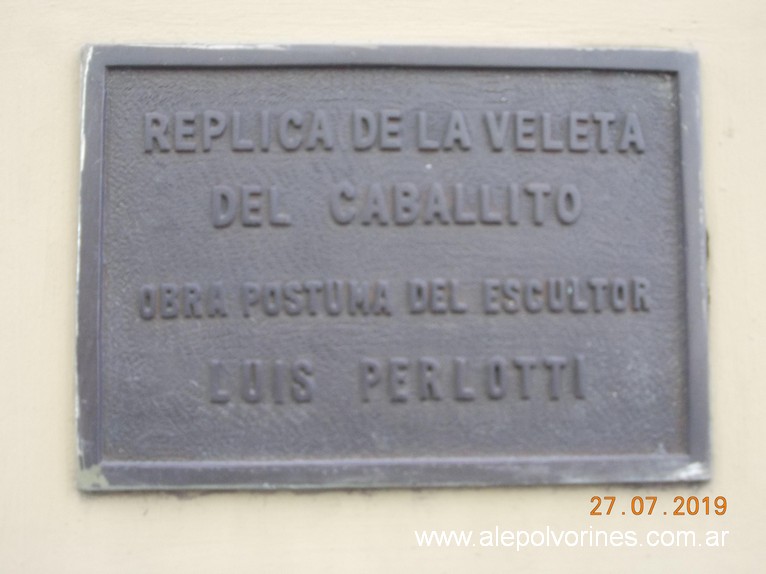 REPLICA DE LA VELETA
DEL CABALLITO
OBRA POSTUMA DEL ESCULTOR
LUIS PERLOTTI
27.07.2019
www.alepolvorines.com.ar